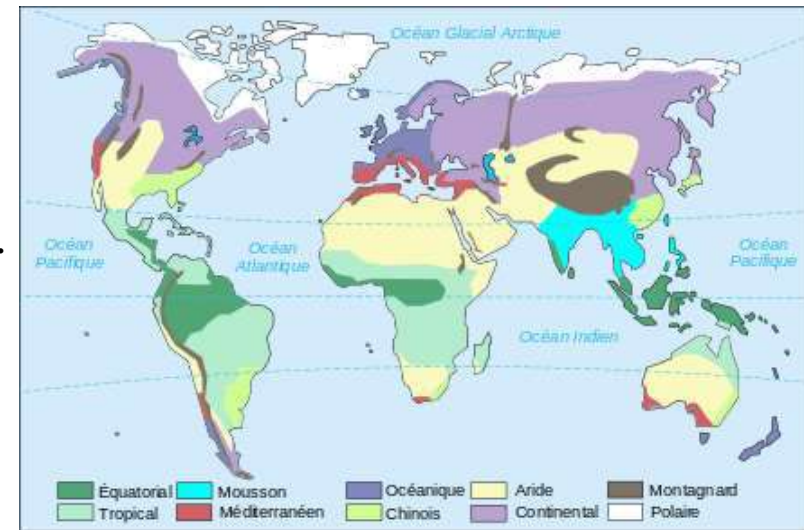 Océan Glacial Arctique
Océan
Pacifique
Océan
Atlantique
Océan
Pacifique
Océan Indien
Équatorial
Mousson
Océanique
Aride
Montagnard
Tropical
Méditerranéen
Chinois
Continental
Polaire